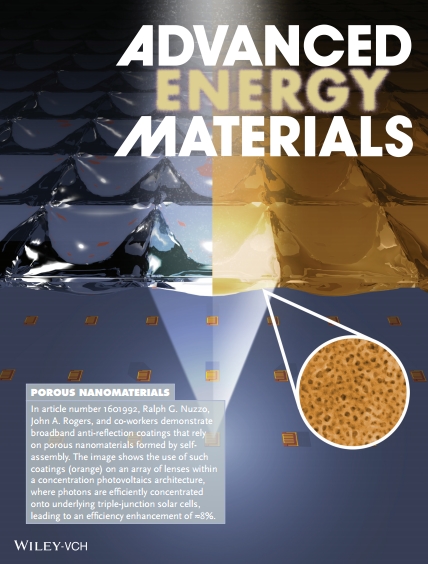 ADVANCED
ENERGY
MATERIALS
POROUS NANOMATERIALS
In article number 1601992, Ralph G. Nuzzo,
John A. Rogers, and co-workers demonstrate
broadband anti-reflection coatings that rely
on porous nanomaterials formed by self-
assembly. The image shows the use of such
coatings (orange) on an array of lenses within
a concentration photovoltaics architecture,
where photons are efficiently concentrated
onto underlying triple-junction solar cells,
leading to an efficiency enhancement of ≈8%.
WILEY-VCH